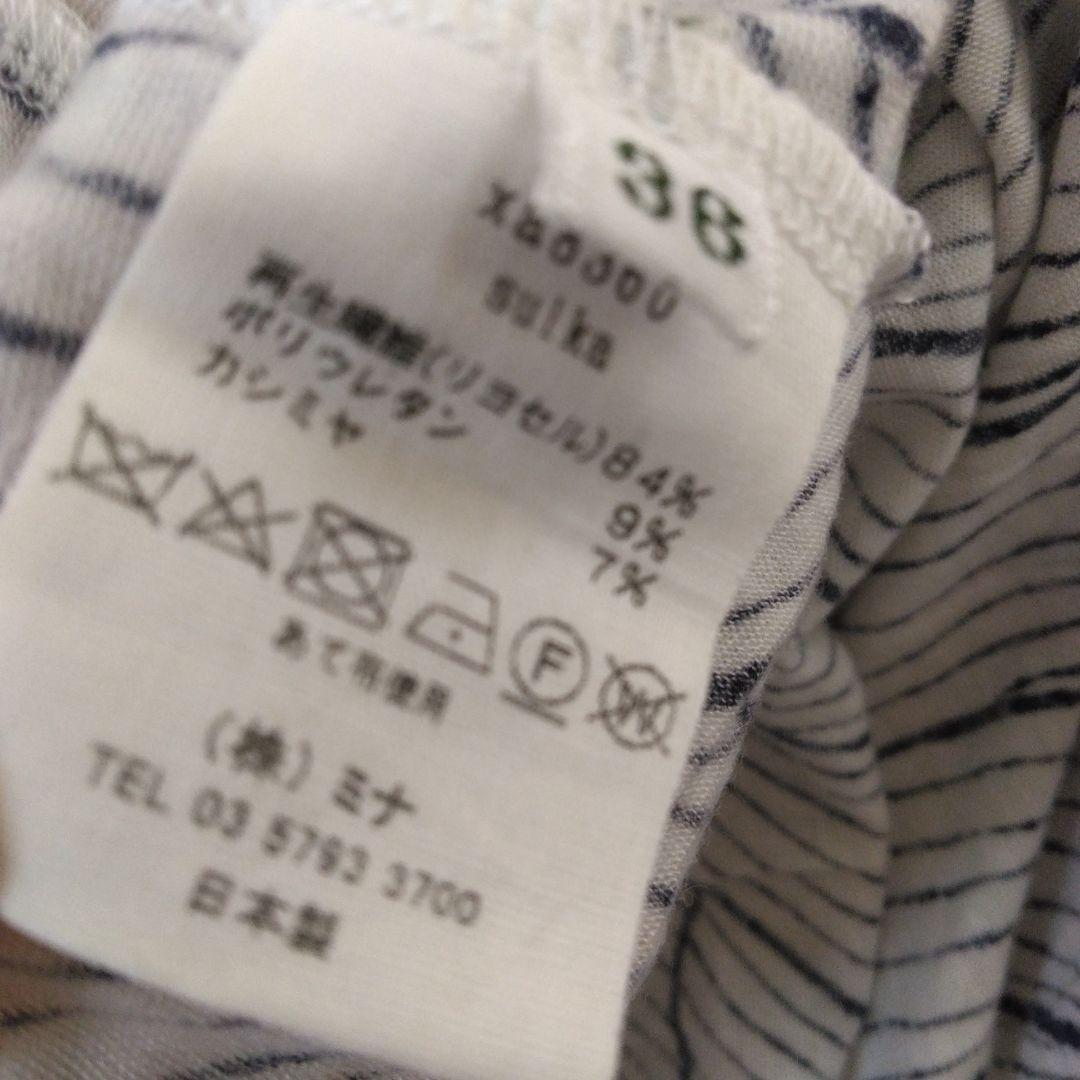 38
sulka
再生繊維(リヨセル)84%
ポリウレタン 9%
カシミヤ 7%
F
W
あて布使用
(株)ミナ
TEL 03 5793 3700
日本製